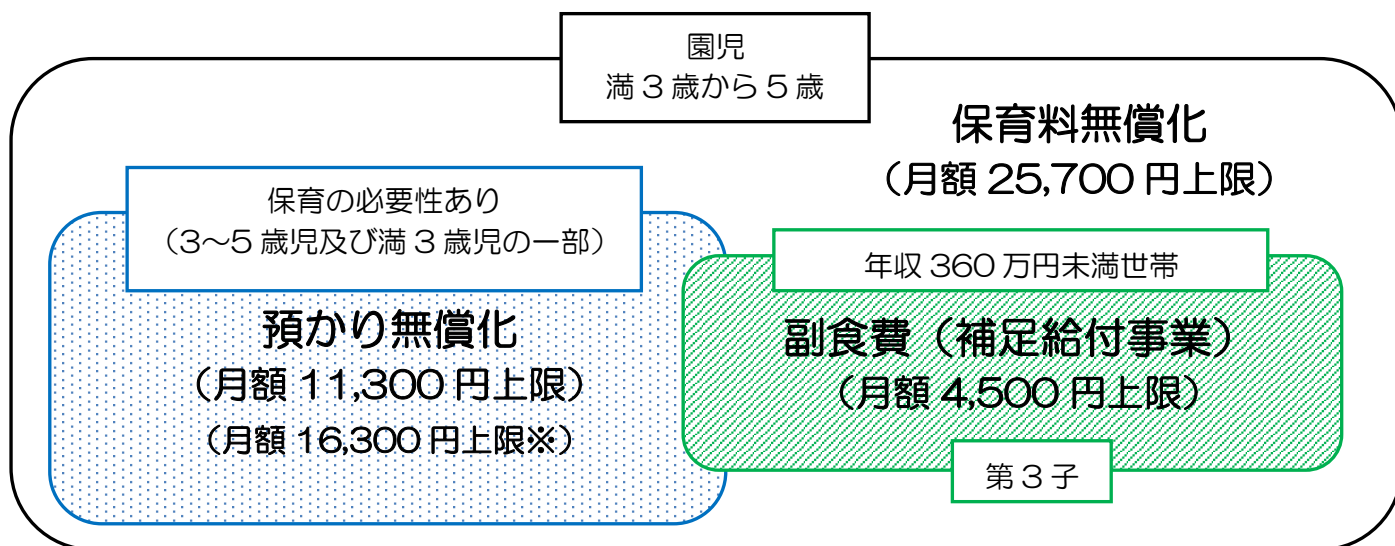 園児
満３歳から５歳
保育料無償化
（月額 25,700 円上限）
保育の必要性あり
（3～5 歳児及び満３歳児の一部）
預かり無償化
（月額 11,300 円上限）
（月額 16,300 円上限※）
年収 360 万円未満世帯
副食費（補足給付事業）
（月額 4,500 円上限）
第３子